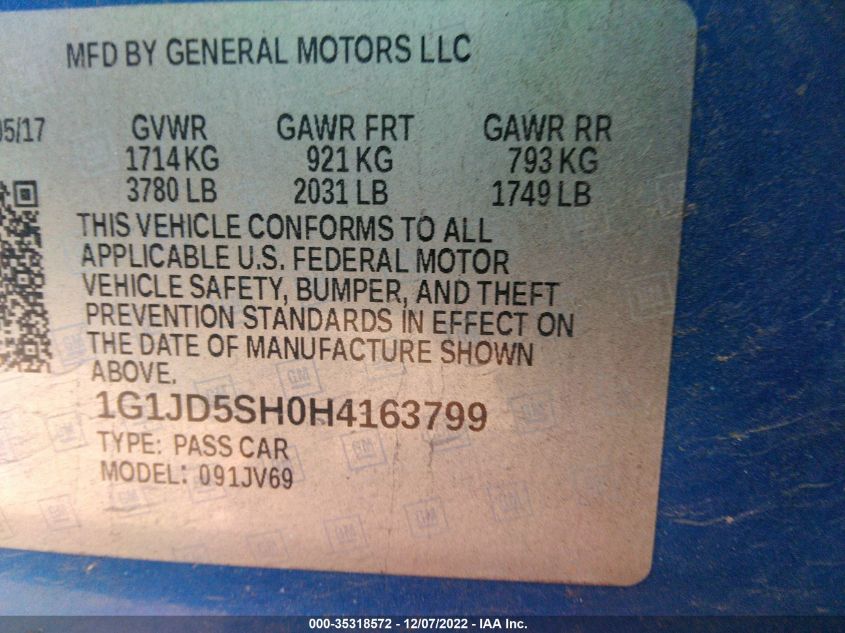 MFD BY GENERAL MOTORS LLC
05/17 GVWR GAWR FRT GAWR RR
1714 KG 921 KG 793 KG
3780 LB 2031 LB 1749 LB
THIS VEHICLE CONFORMS TO ALL
APPLICABLE U.S. FEDERAL MOTOR
VEHICLE SAFETY, BUMPER, AND THEFT
PREVENTION STANDARDS IN EFFECT ON
THE DATE OF MANUFACTURE SHOWN
ABOVE.
1G1JD5SH0H4163799
TYPE: PASS CAR
MODEL: 091JV69
000-35318572 - 12/07/2022 - IAA Inc.